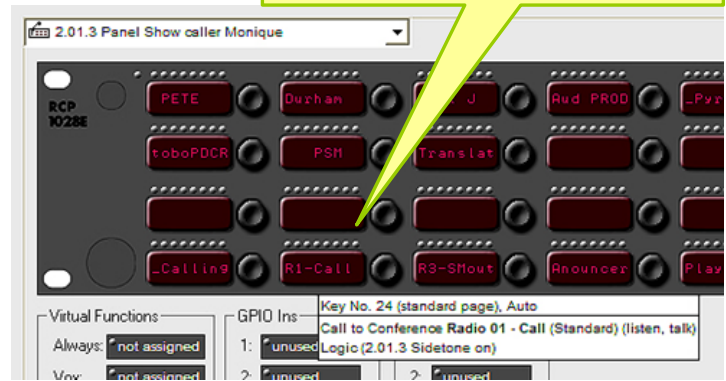 2.01.3 Panel Show caller Monique
RCP
1028E
PETE
Durham
J
Aud PROD
_Pyr
toboPDCR
PSM
Translat
_Calling
R1-Call
R3-SMout
Anouncer
Play
Key No. 24 (standard page), Auto
Call to Conference Radio 01 - Call (Standard) (listen, talk)
Logic (2.01.3 Sidetone on)
Virtual Functions
GPIO Ins
Always: not assigned
1: unused
Vox: not assigned
2: unused
2: unused